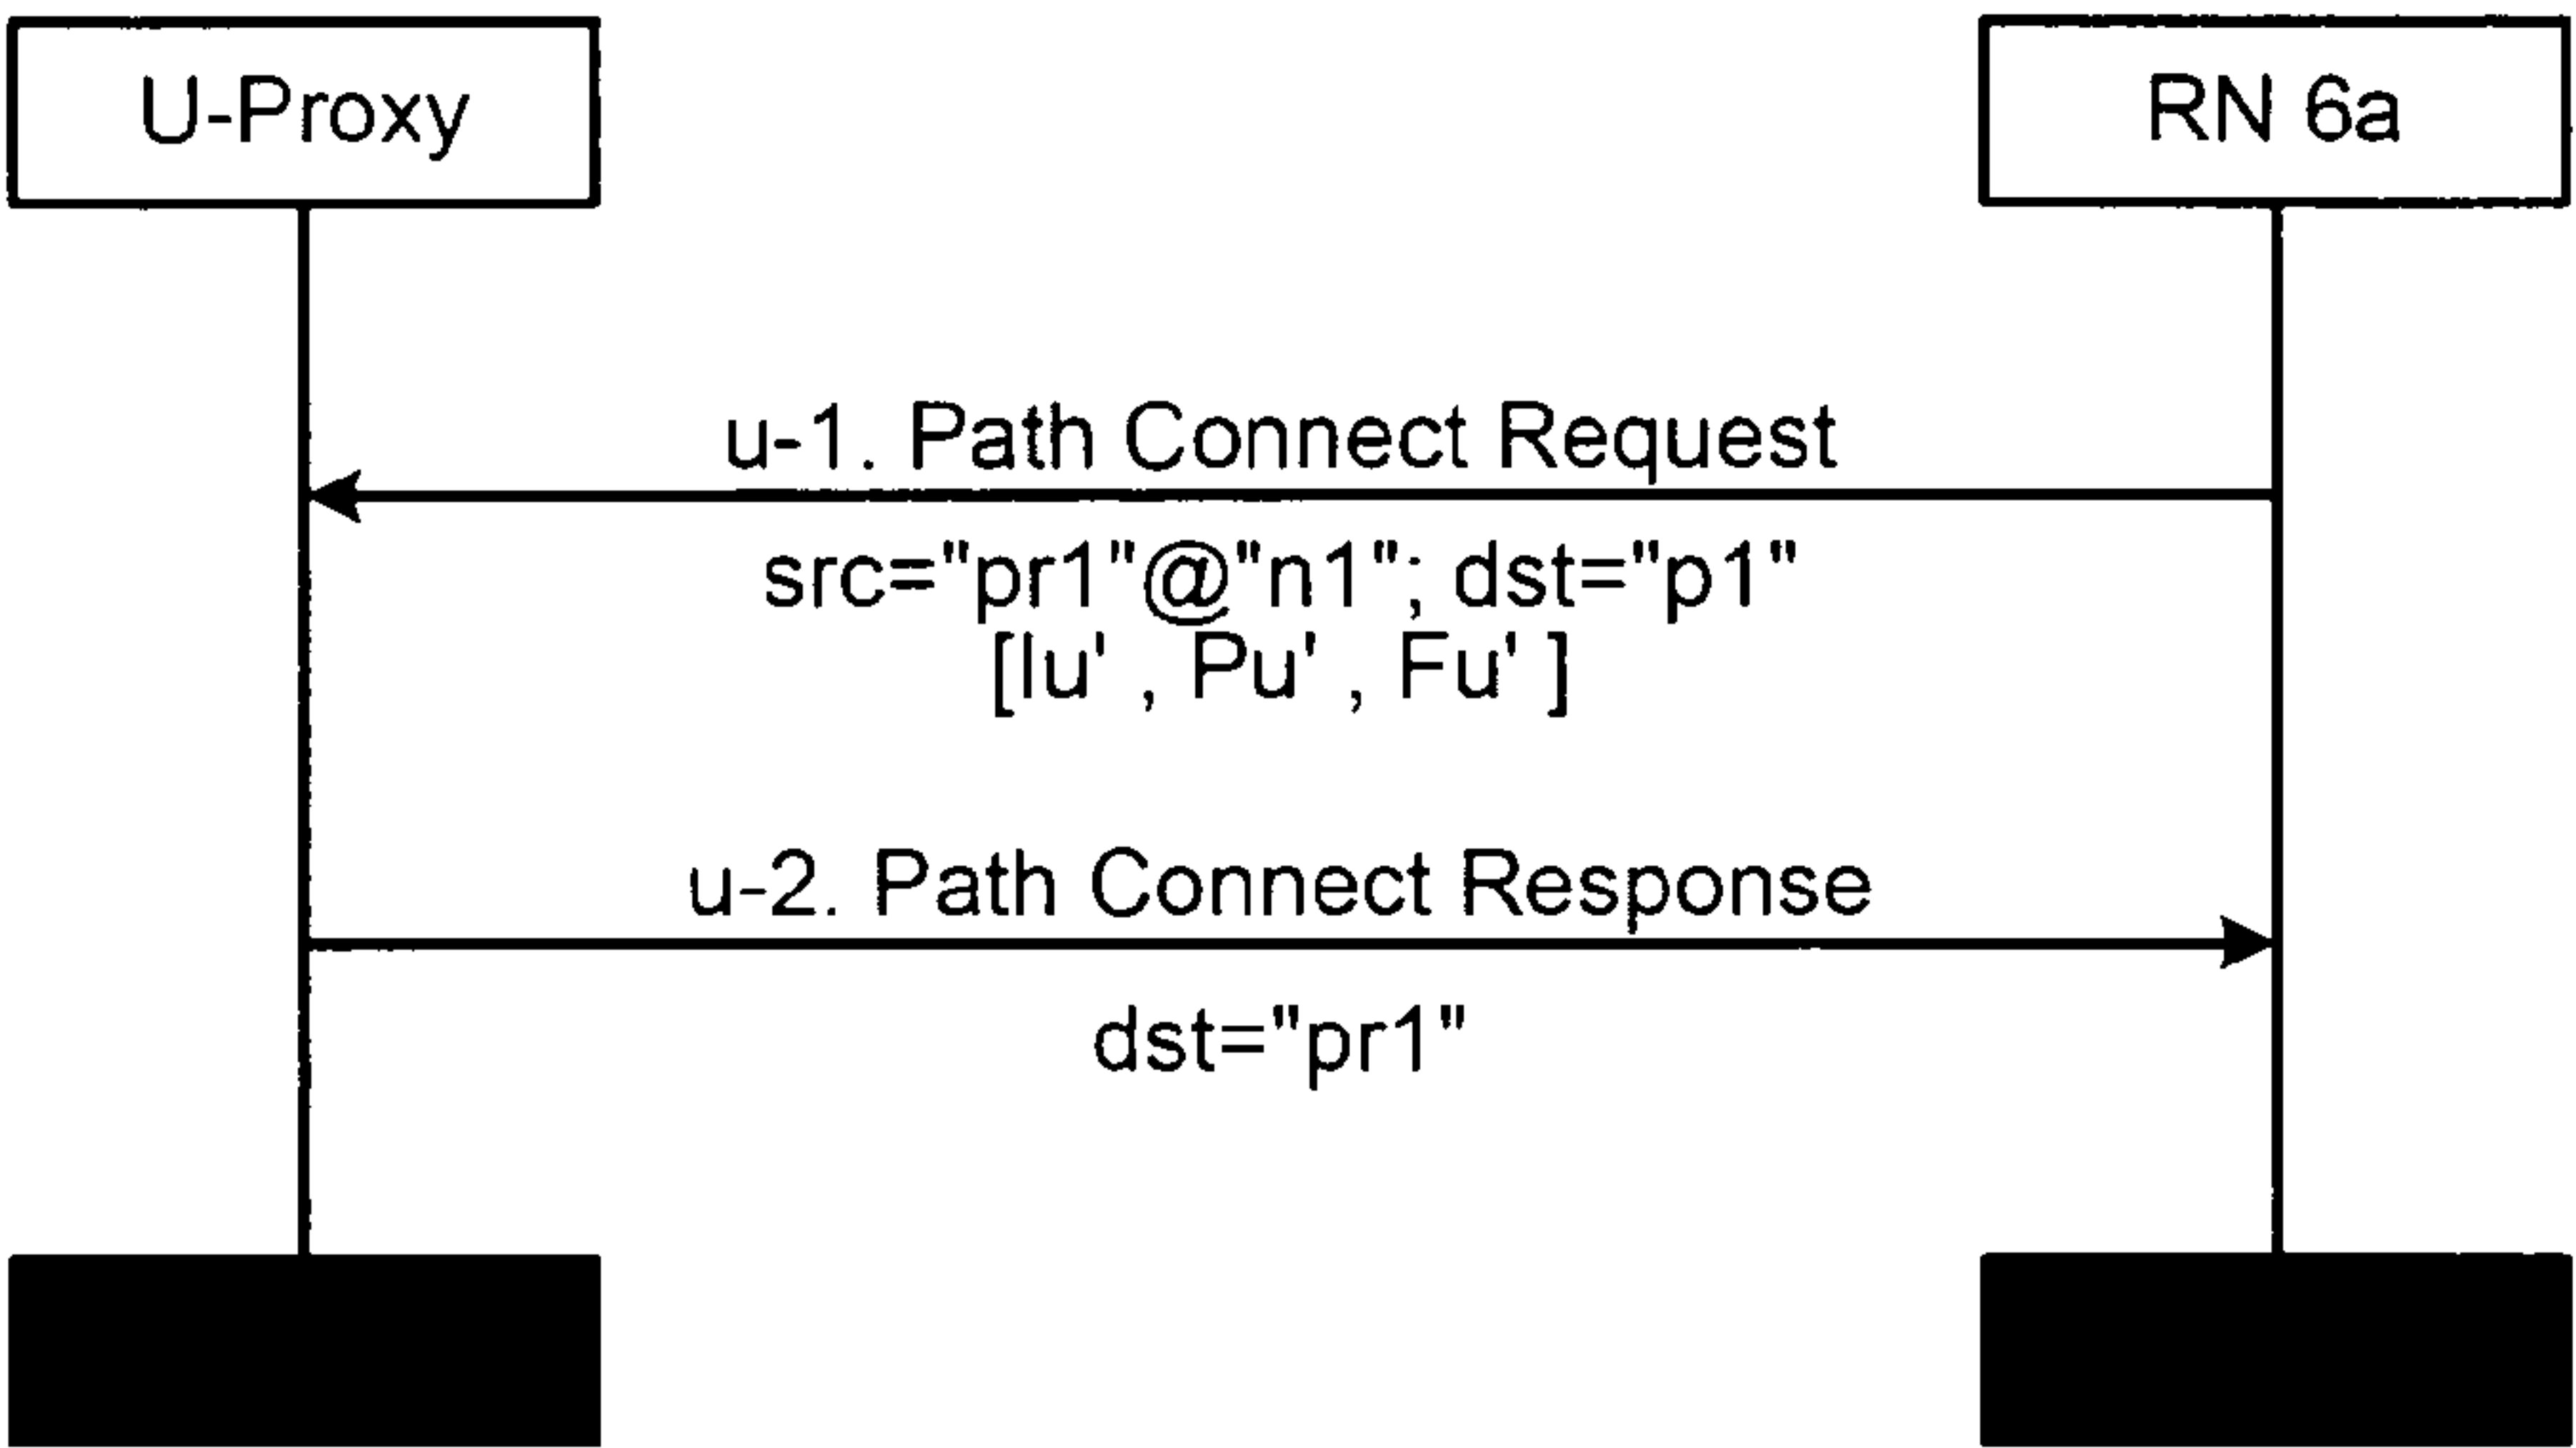 U-Proxy
RN 6a
u-1. Path Connect Request
src="pr1"@"n1"; dst="p1"
[Iu' , Pu' , Fu' ]
u-2. Path Connect Response
dst="pr1"